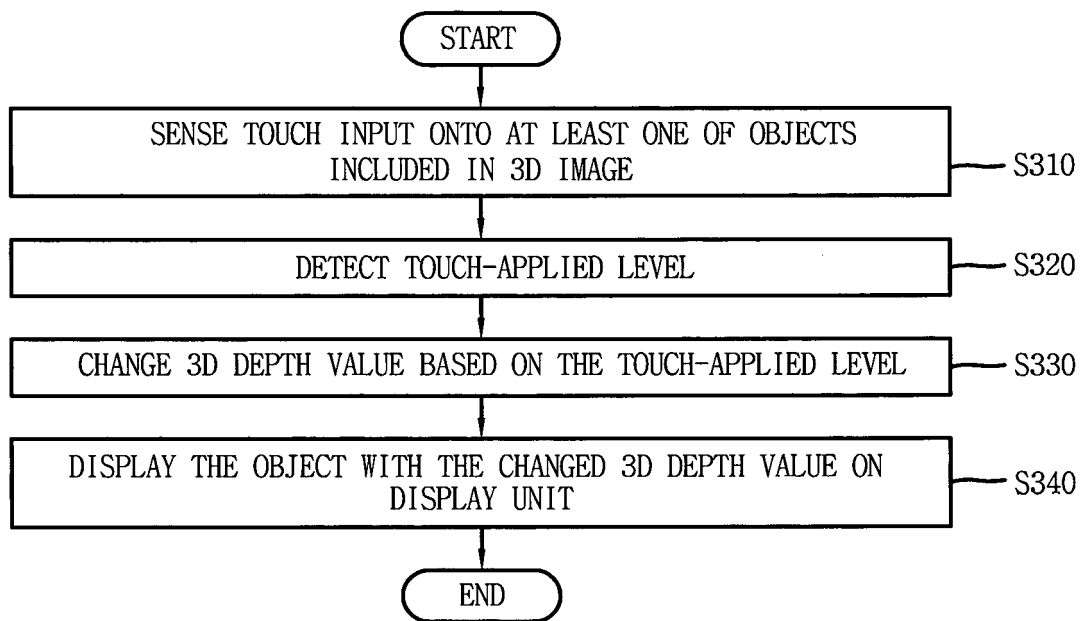 START
SENSE TOUCH INPUT ONTO AT LEAST ONE OF OBJECTS
INCLUDED IN 3D IMAGE
S310
DETECT TOUCH-APPLIED LEVEL
S320
CHANGE 3D DEPTH VALUE BASED ON THE TOUCH-APPLIED LEVEL
S330
DISPLAY THE OBJECT WITH THE CHANGED 3D DEPTH VALUE ON
DISPLAY UNIT
S340
END